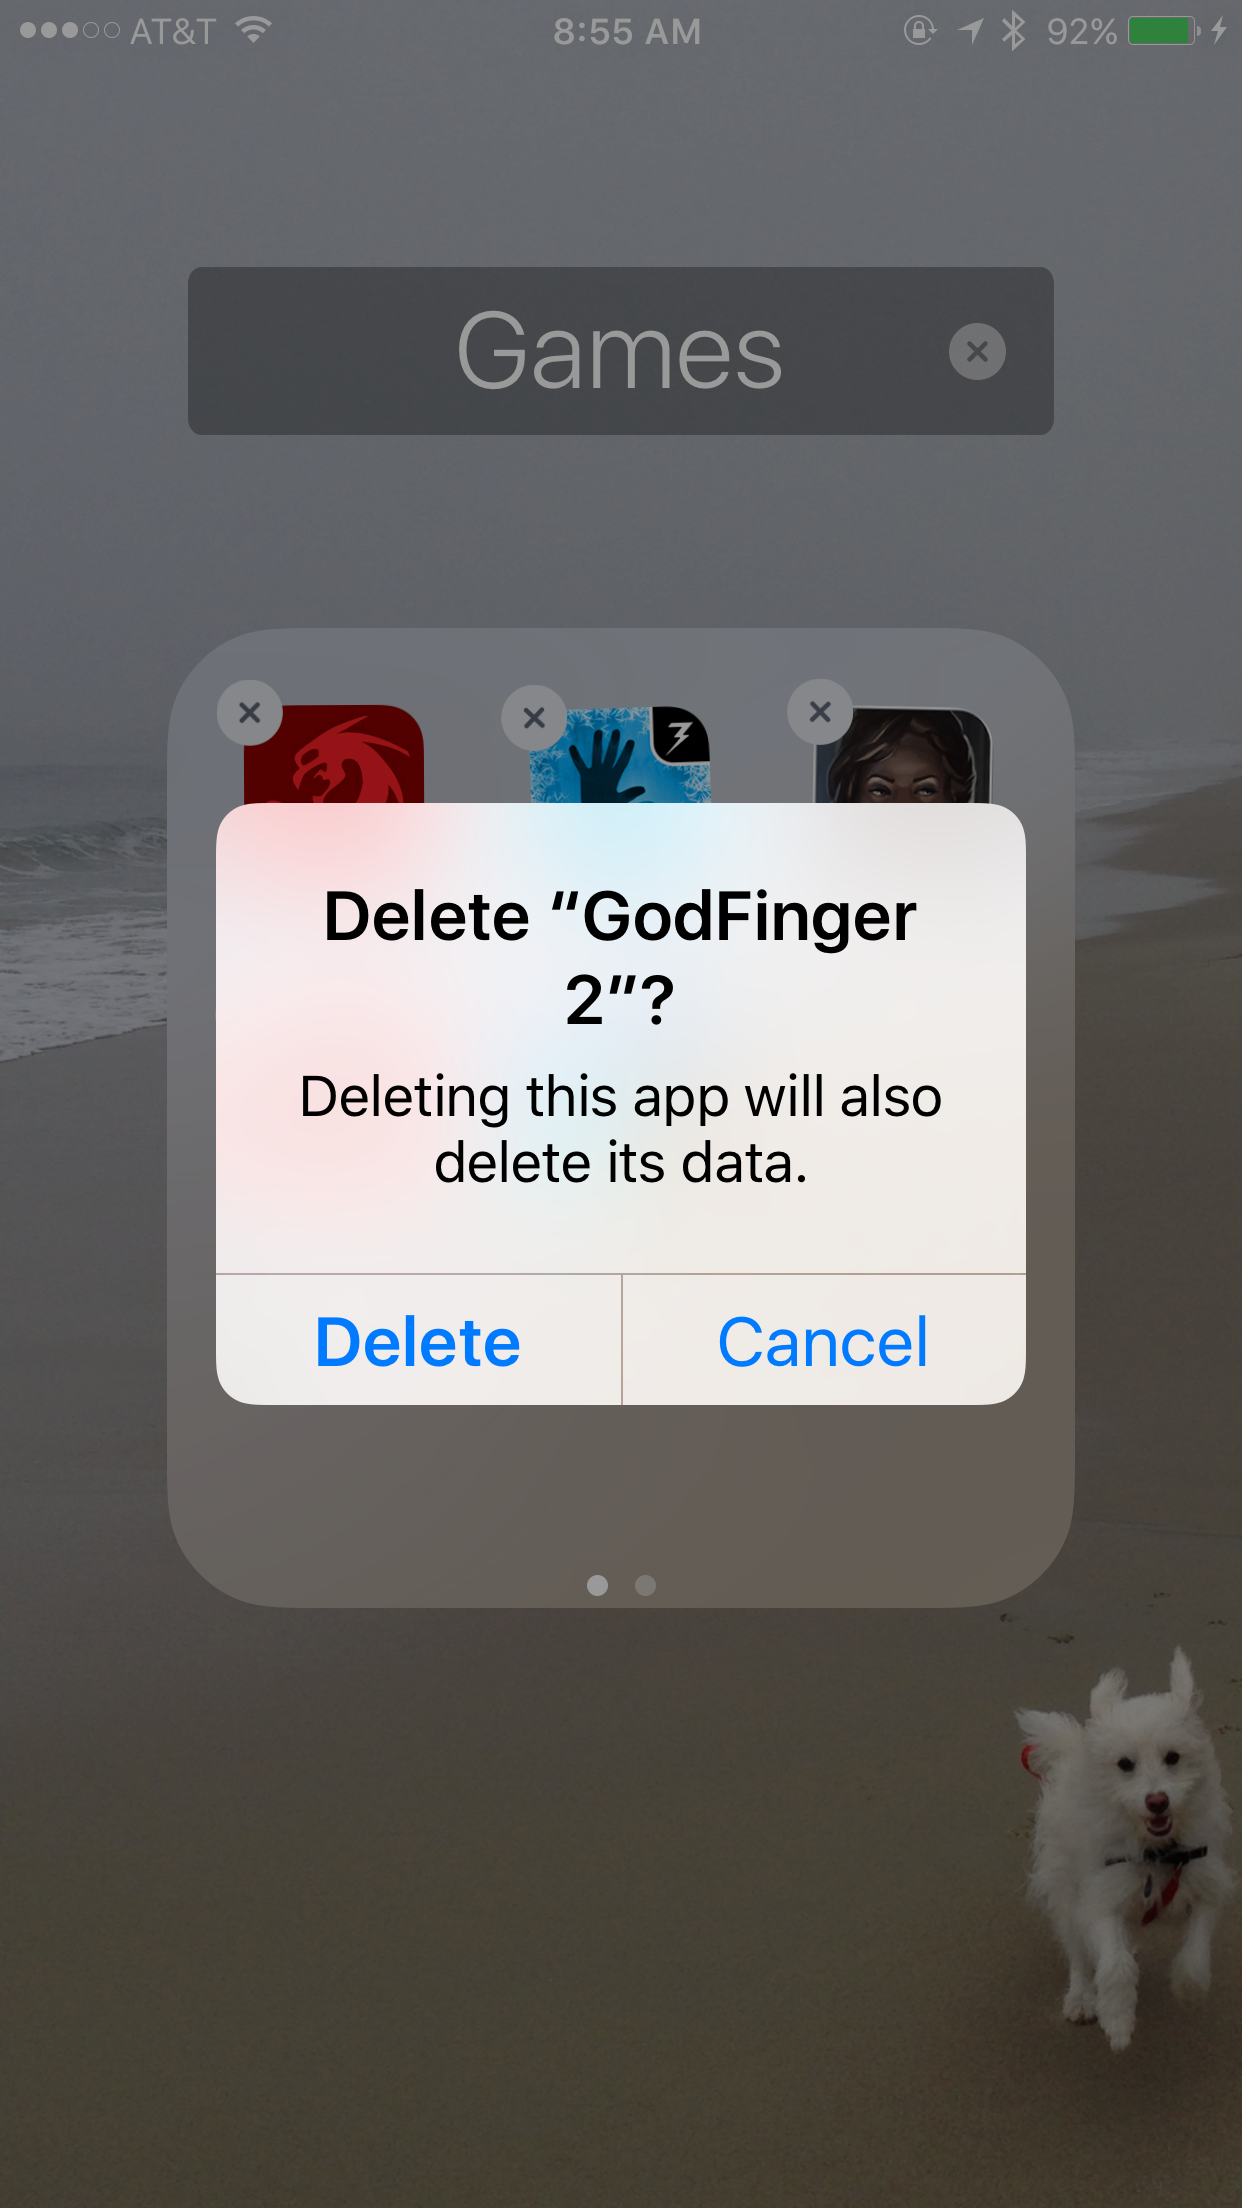 AT&T 8:55 AM 92%
Games
Delete “GodFinger
2”?
Deleting this app will also
delete its data.
Delete Cancel